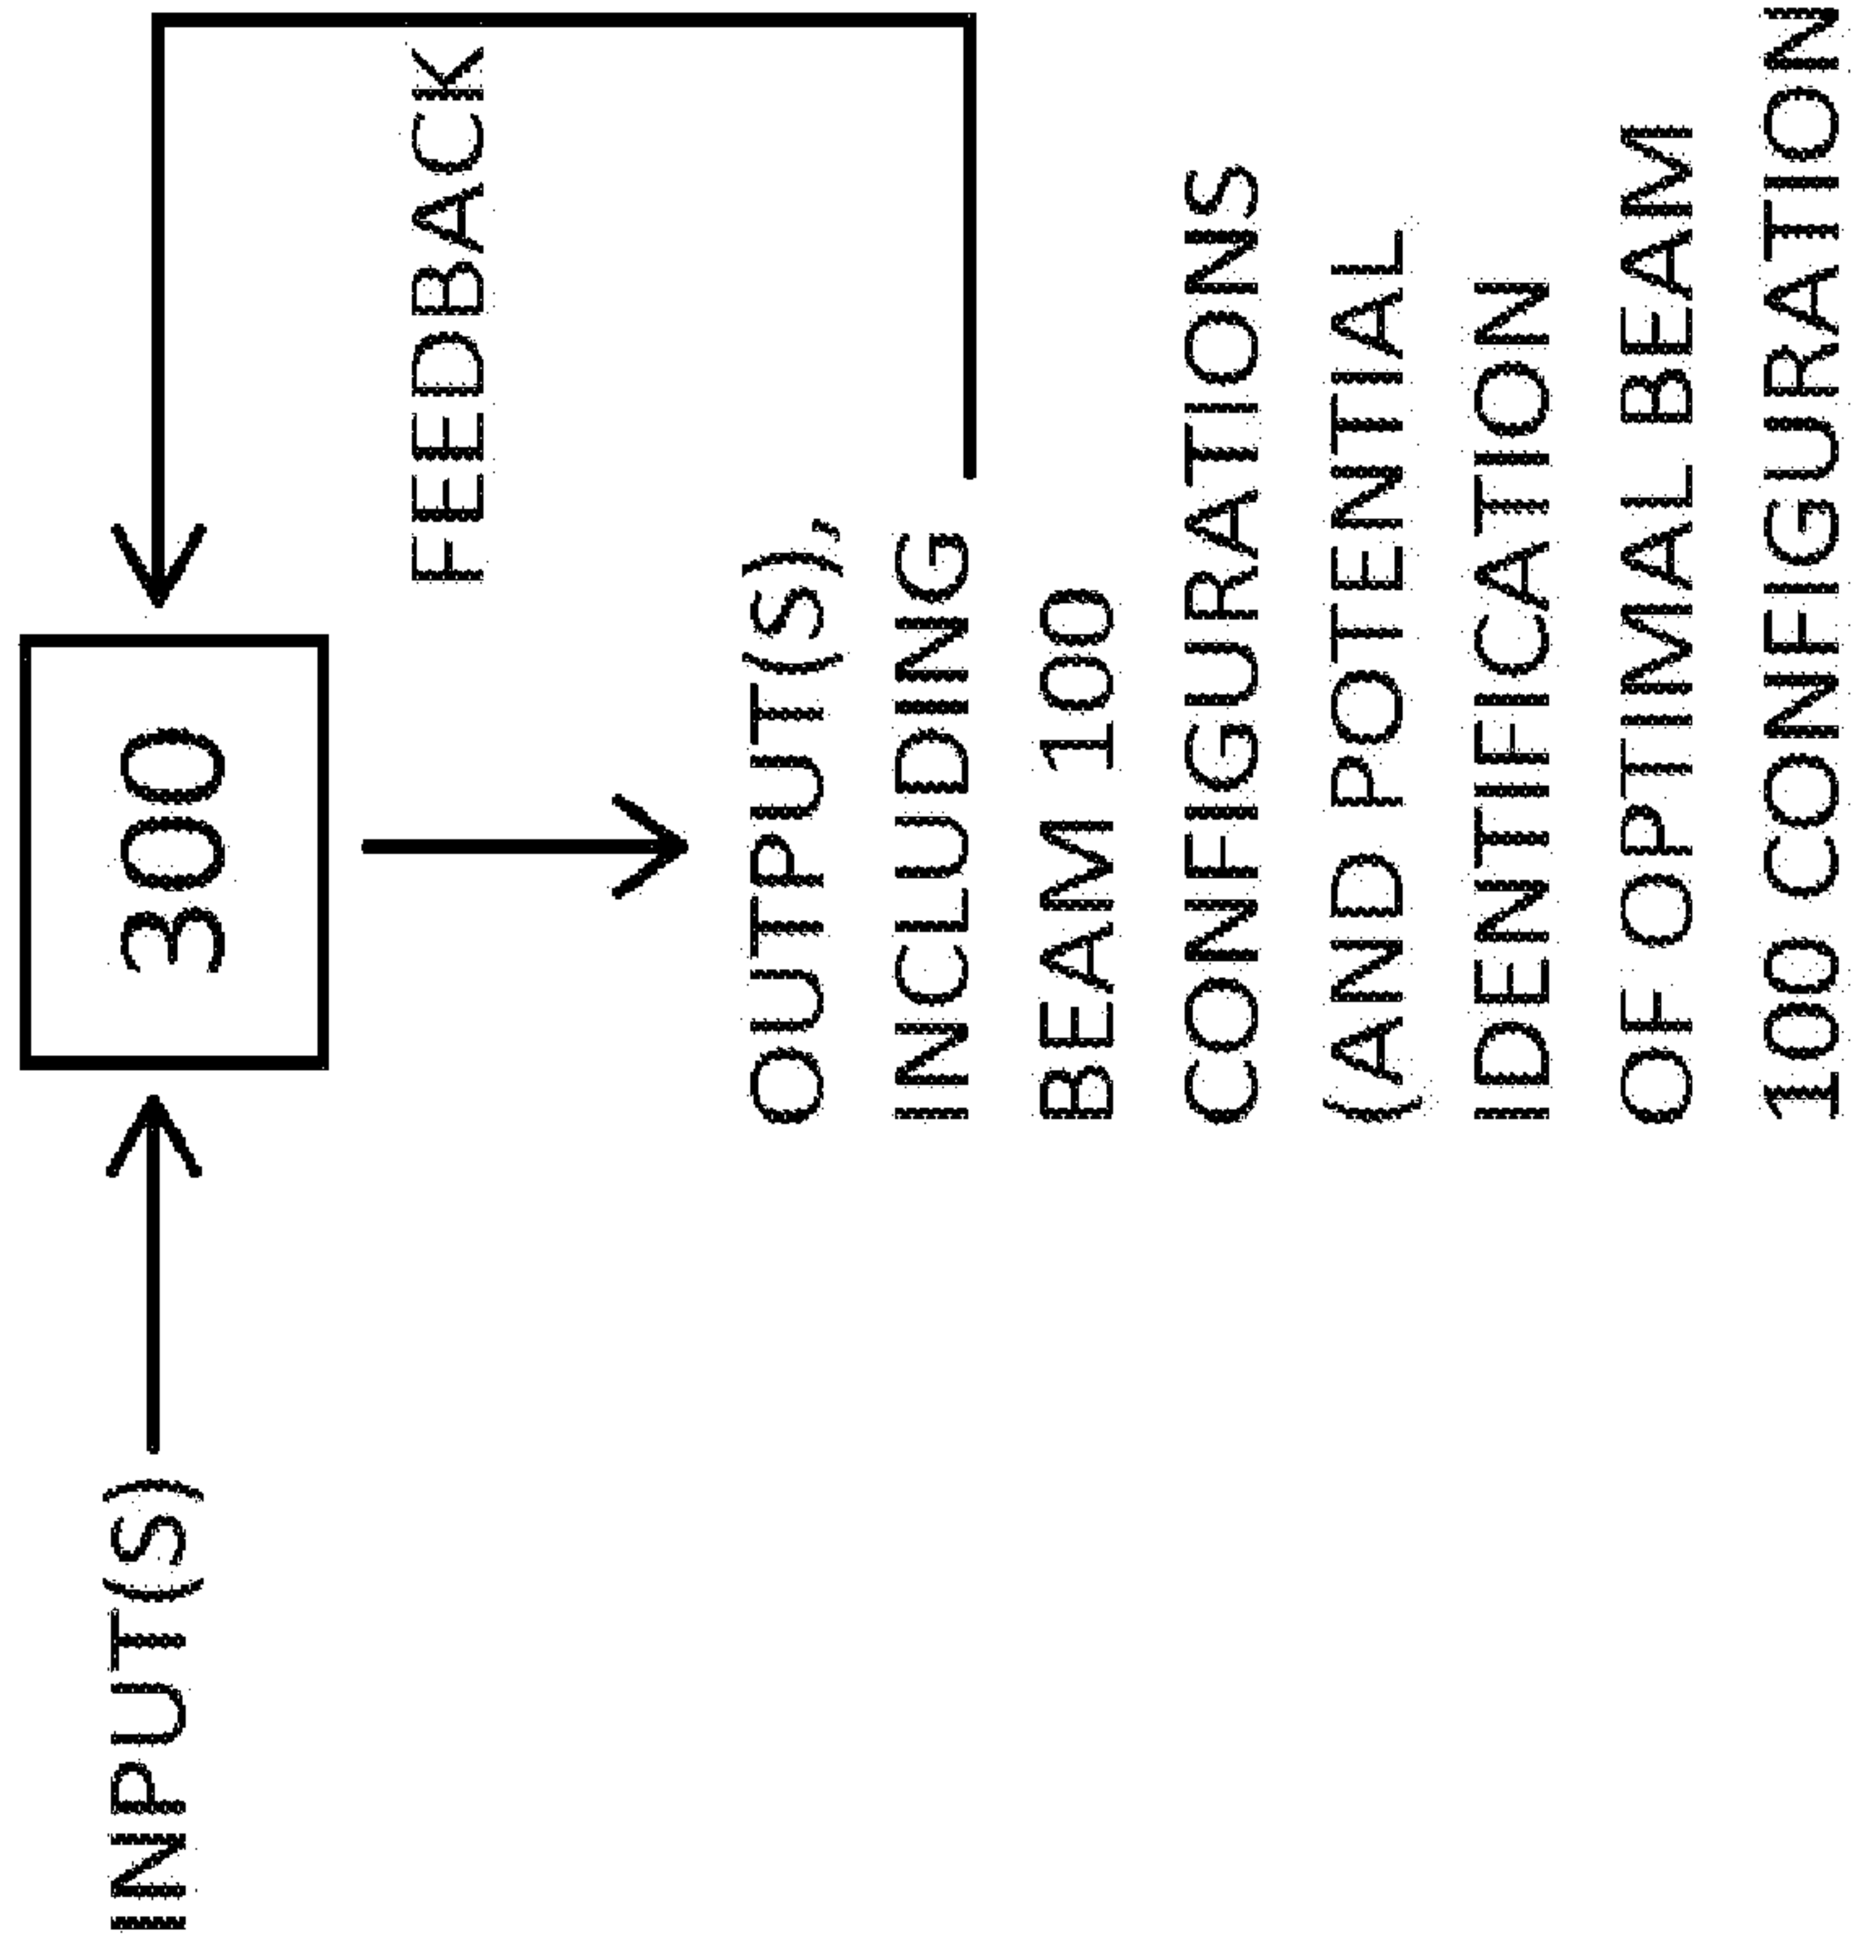 INPUT(S)
300
FEEDBACK
OUTPUT(S),
INCLUDING
BEAM 100
CONFIGURATIONS
(AND POTENTIAL
IDENTIFICATION
OF OPTIMAL BEAM
100 CONFIGURATION